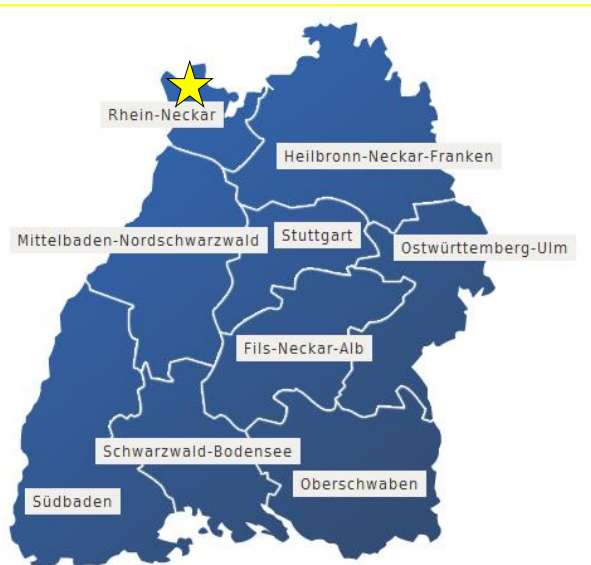 Rhein-Neckar
Heilbronn-Neckar-Franken
Stuttgart
Mittelbaden-Nordschwarzwald
Ostwürttemberg-Ulm
Fils-Neckar-Alb
Schwarzwald-Bodensee
Oberschwaben
Südbaden